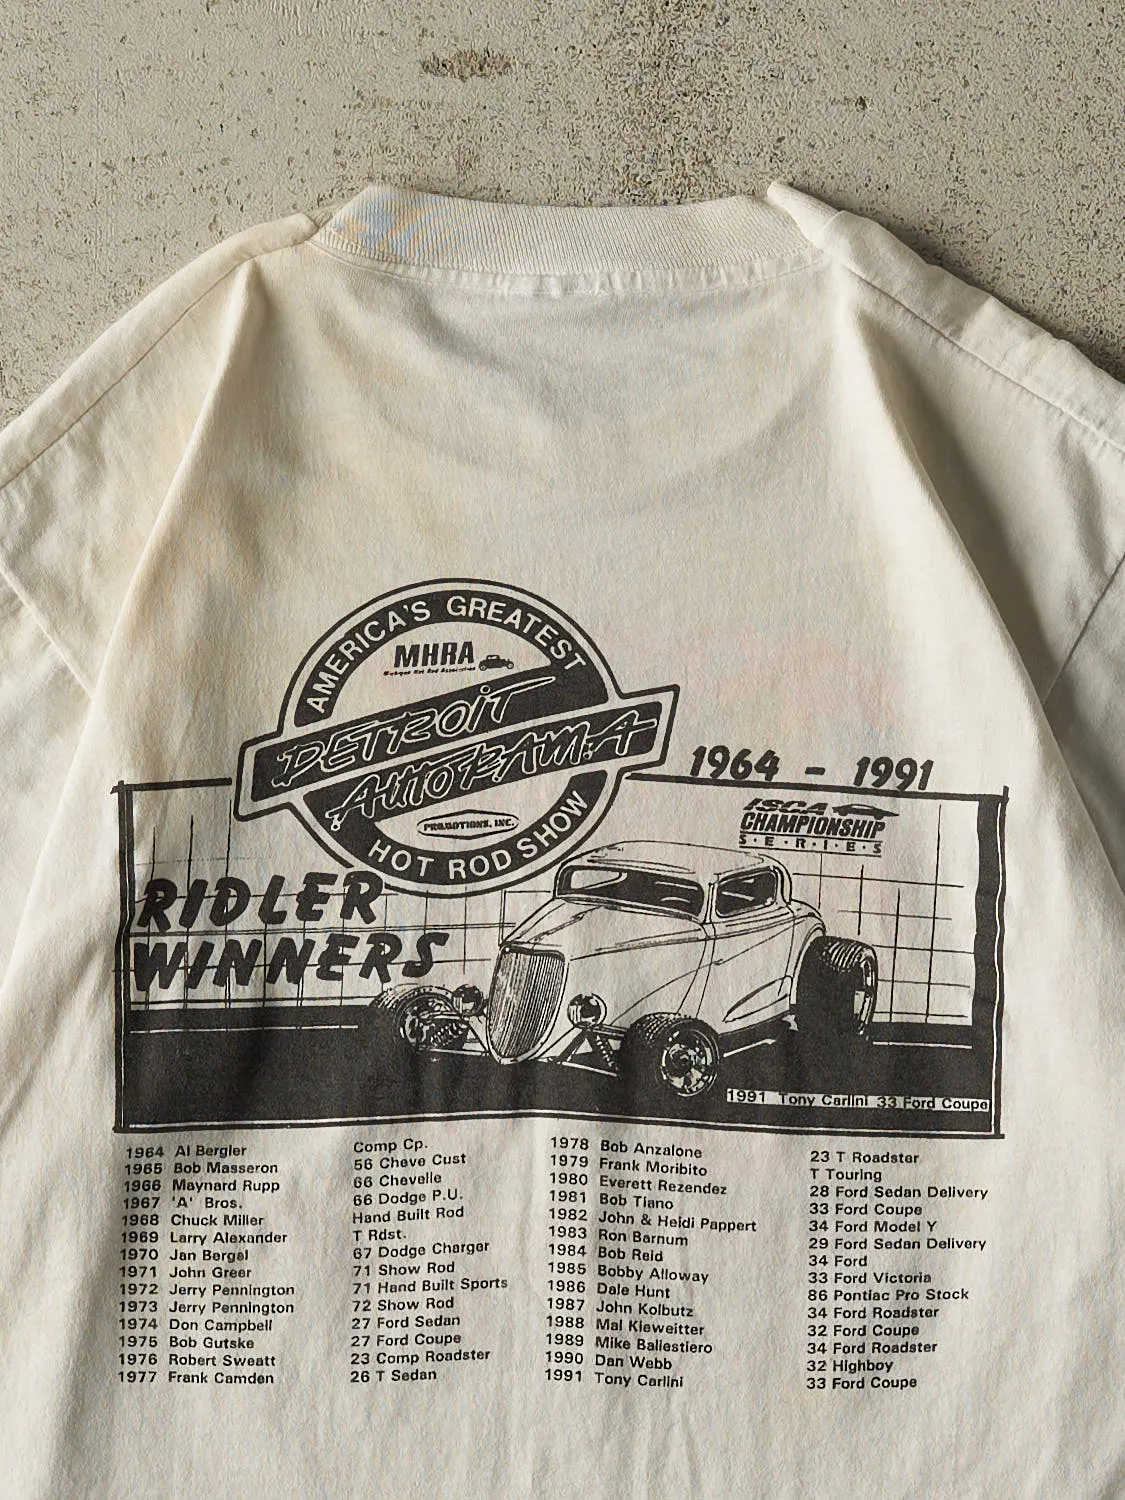 AMERICA'S GREATEST
MHRA
DETROIT
AUTORAMA
PROMOTIONS, INC.
HOT ROD SHOW
1964 - 1991
ISCA
CHAMPIONSHIP
S·E·R·I·E·S
RIDLER
WINNERS
1991 Tony Carlini 33 Ford Coupe
1964 Al Bergler Comp Cp.
1965 Bob Masseron 56 Cheve Cust
1966 Maynard Rupp 66 Chevelle
1967 'A' Bros. 66 Dodge P.U.
1968 Chuck Miller Hand Built Rod
1969 Larry Alexander T Rdst.
1970 Jan Bergel 67 Dodge Charger
1971 John Greer 71 Show Rod
1972 Jerry Pennington 71 Hand Built Sports
1973 Jerry Pennington 72 Show Rod
1974 Don Campbell 27 Ford Sedan
1975 Bob Gutske 27 Ford Coupe
1976 Robert Sweatt 23 Comp Roadster
1977 Frank Camden 26 T Sedan
1978 Bob Anzalone 23 T Roadster
1979 Frank Moribito T Touring
1980 Everett Rezendez 28 Ford Sedan Delivery
1981 Bob Tiano 33 Ford Coupe
1982 John & Heidi Pappert 34 Ford Model Y
1983 Ron Barnum 29 Ford Sedan Delivery
1984 Bob Reid 34 Ford
1985 Bobby Alloway 33 Ford Victoria
1986 Dale Hunt 86 Pontiac Pro Stock
1987 John Kolbutz 34 Ford Roadster
1988 Mal Kleweitter 32 Ford Coupe
1989 Mike Ballestiero 34 Ford Roadster
1990 Dan Webb 32 Highboy
1991 Tony Carlini 33 Ford Coupe